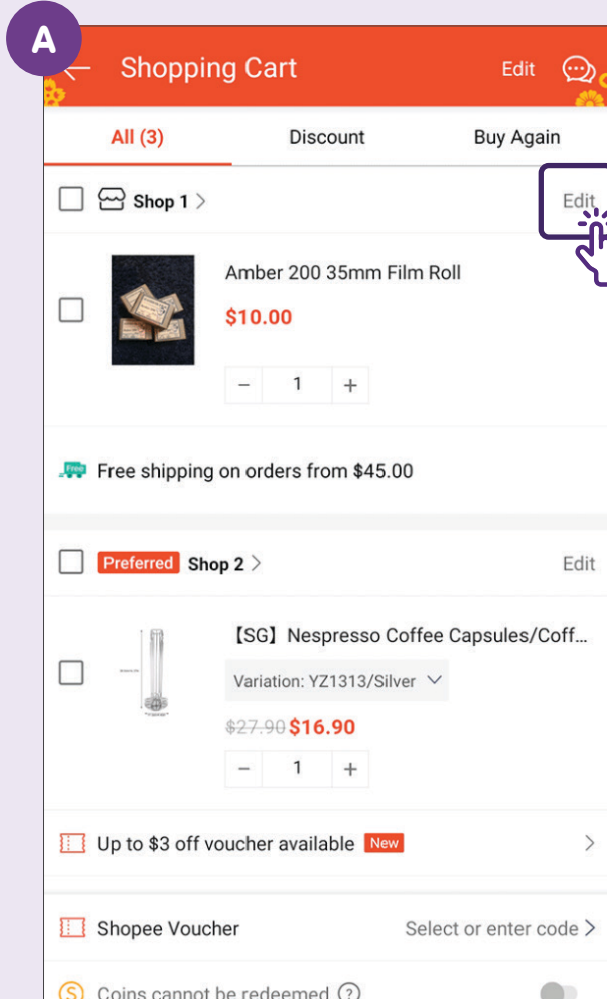 A
Shopping Cart Edit
All (3) Discount Buy Again
Shop 1 > Edit
Amber 200 35mm Film Roll
$10.00
− 1 +
Free Free shipping on orders from $45.00
Preferred Shop 2 > Edit
【SG】Nespresso Coffee Capsules/Coff...
Variation: YZ1313/Silver
$27.90 $16.90
− 1 +
Up to $3 off voucher available New >
Shopee Voucher Select or enter code >
S Coins cannot be redeemed ?